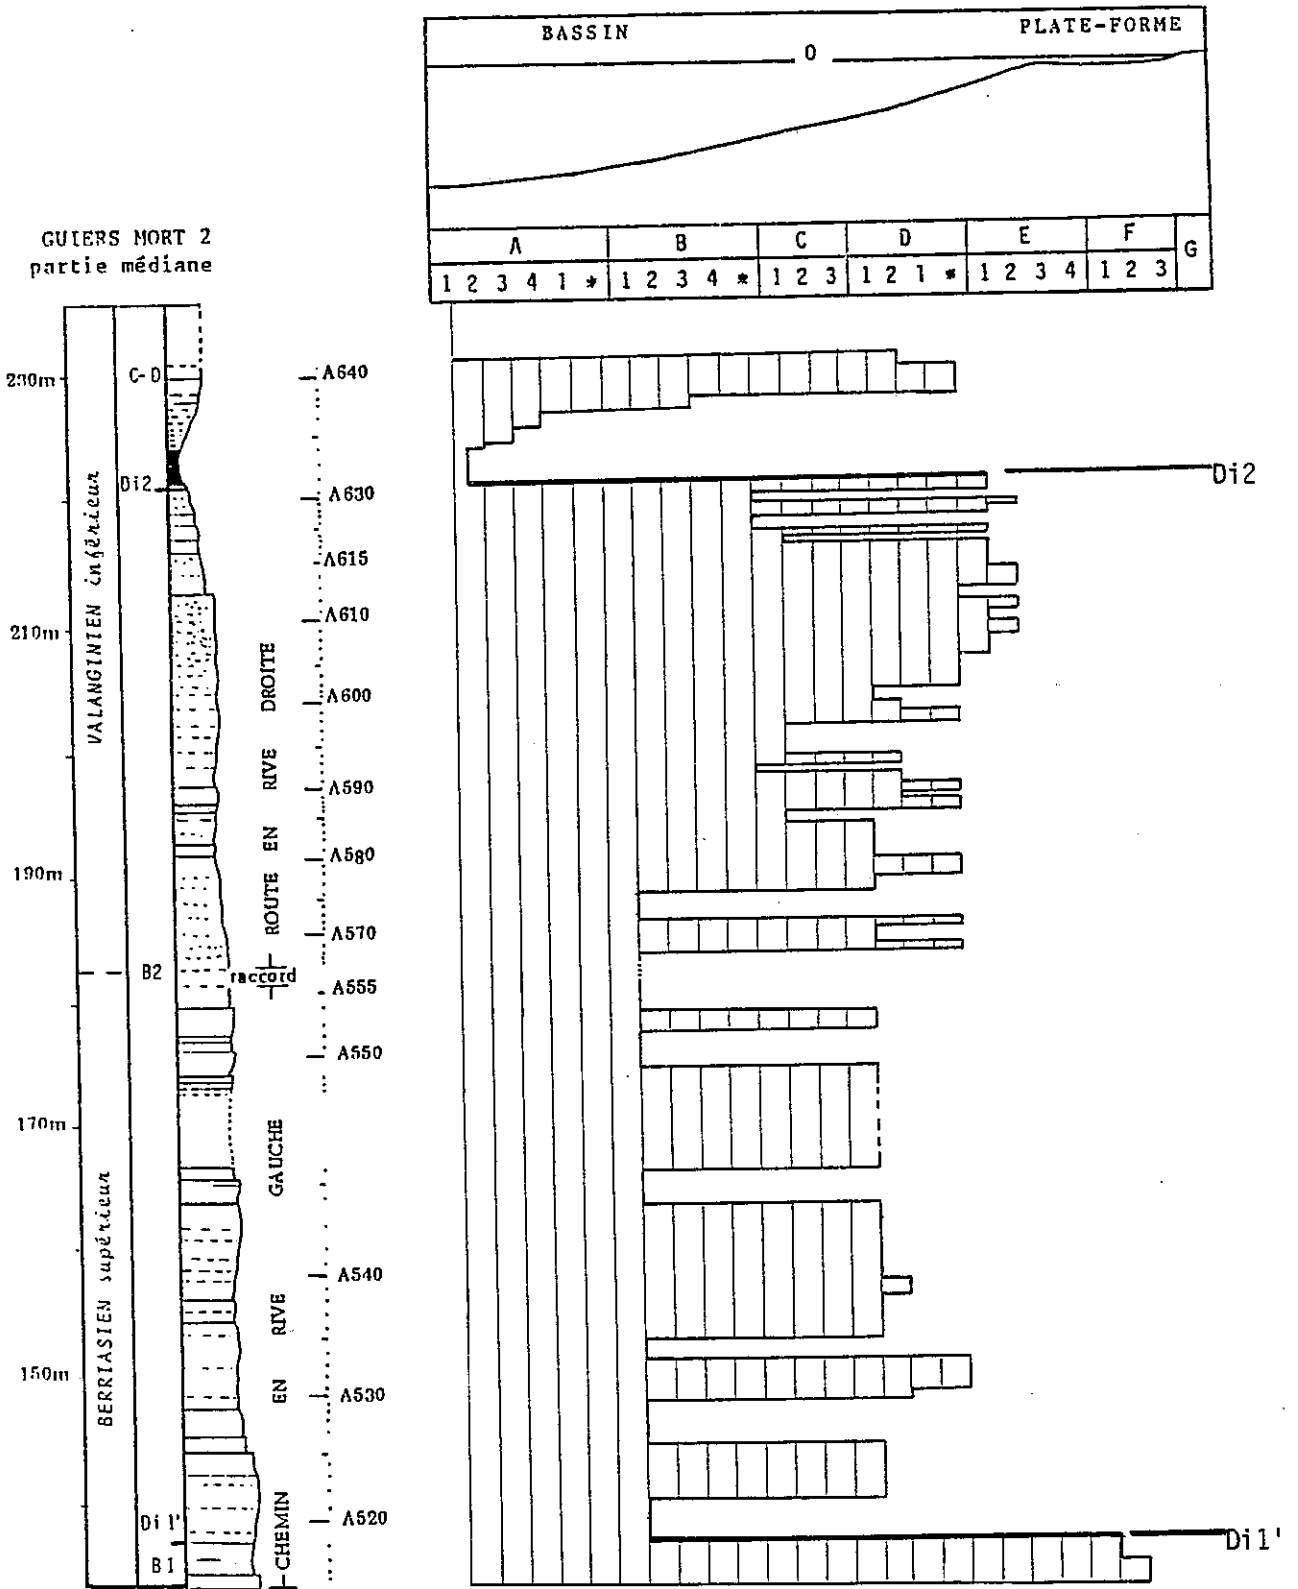 BASSIN PLATE-FORME
0
GUIERS MORT 2
partie médiane
A B C D E F G
1 2 3 4 1 * 1 2 3 4 * 1 2 3 1 2 1 * 1 2 3 4 1 2 3
230m
C-D
A640
Di2
Di2
A630
A615
210m
A610
A600
A590
A580
190m
A570
B2
raccord
A555
A550
170m
A540
150m
A530
Di1'
A520
Di1'
B1
VALANGINIEN inférieur
BERRIASIEN supérieur
ROUTE EN RIVE DROITE
CHEMIN EN RIVE GAUCHE